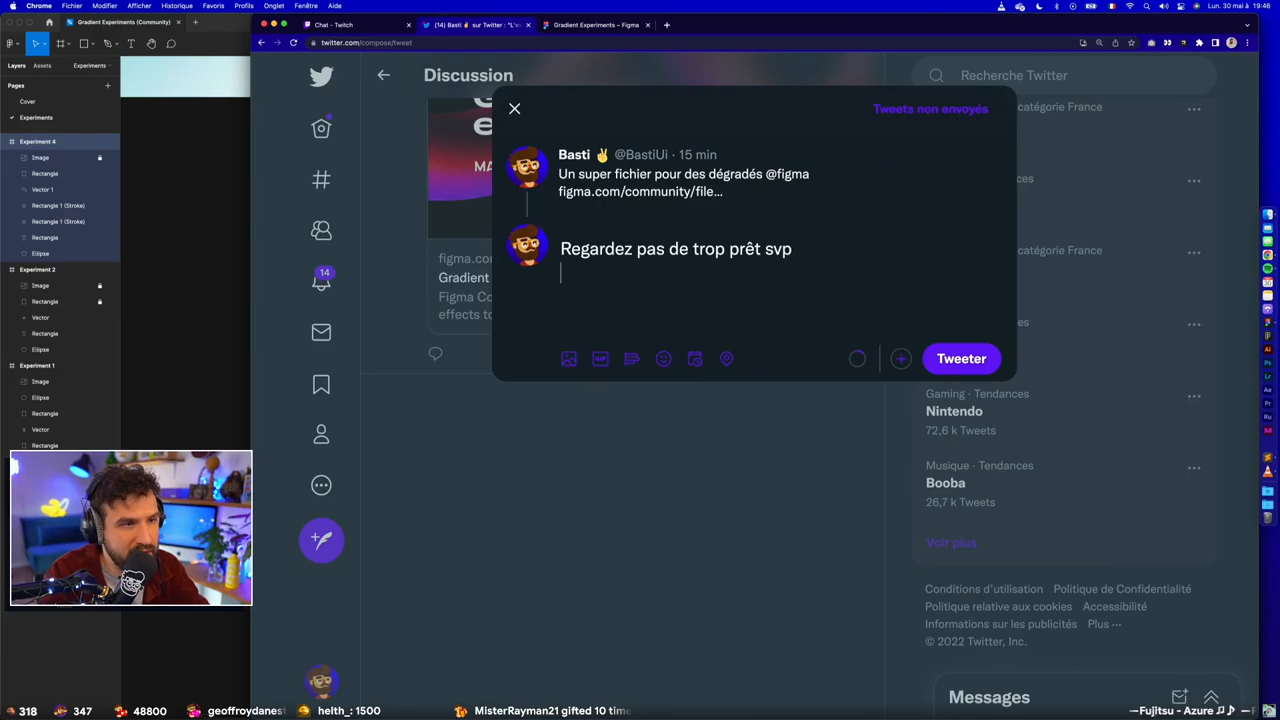 Chrome Fichier Modifier Affichage Historique Favoris Profils Onglet Fenêtre Aide
Lun. 30 mai à 19:46
Gradient Experiments (Community)
Chat - Twitch
(14) Basti ✌ sur Twitter : "L'e
Gradient Experiments – Figma
twitter.com/compose/tweet
Layers Assets Experiments
Pages
Cover
Experiments
Experiment 4
Image
Rectangle
Vector 1
Rectangle 1 (Stroke)
Rectangle 1 (Stroke)
Rectangle
Ellipse
Experiment 2
Image
Rectangle
Vector
Rectangle
Ellipse
Experiment 1
Image
Ellipse
Rectangle
Vector
Rectangle
14
Discussion
MA
figma.co
Gradient
Figma Co
effects to
Tweets non envoyés
Basti ✌ @BastiUi · 15 min
Un super fichier pour des dégradés @figma
figma.com/community/file…
Regardez pas de trop prêt svp
GIF
Tweeter
Recherche Twitter
catégorie France
catégorie France
Gaming · Tendances
Nintendo
72,6 k Tweets
Musique · Tendances
Booba
26,7 k Tweets
Voir plus
Conditions d'utilisation Politique de Confidentialité
Politique relative aux cookies Accessibilité
Informations sur les publicités Plus ···
© 2022 Twitter, Inc.
Messages
318 347 48800 geoffroydanest helth_: 1500 MisterRayman21 gifted 10 time —Fujitsu - Azure ♫ ♪ —F